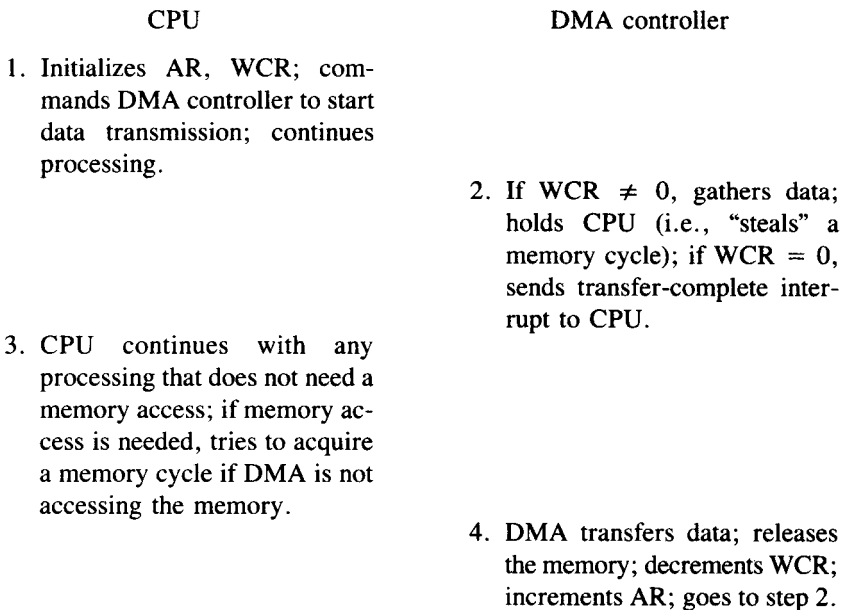 CPU
DMA controller
1. Initializes AR, WCR; com-
mands DMA controller to start
data transmission; continues
processing.
2. If WCR ≠ 0, gathers data;
holds CPU (i.e., “steals” a
memory cycle); if WCR = 0,
sends transfer-complete inter-
rupt to CPU.
3. CPU continues with any
processing that does not need a
memory access; if memory ac-
cess is needed, tries to acquire
a memory cycle if DMA is not
accessing the memory.
4. DMA transfers data; releases
the memory; decrements WCR;
increments AR; goes to step 2.